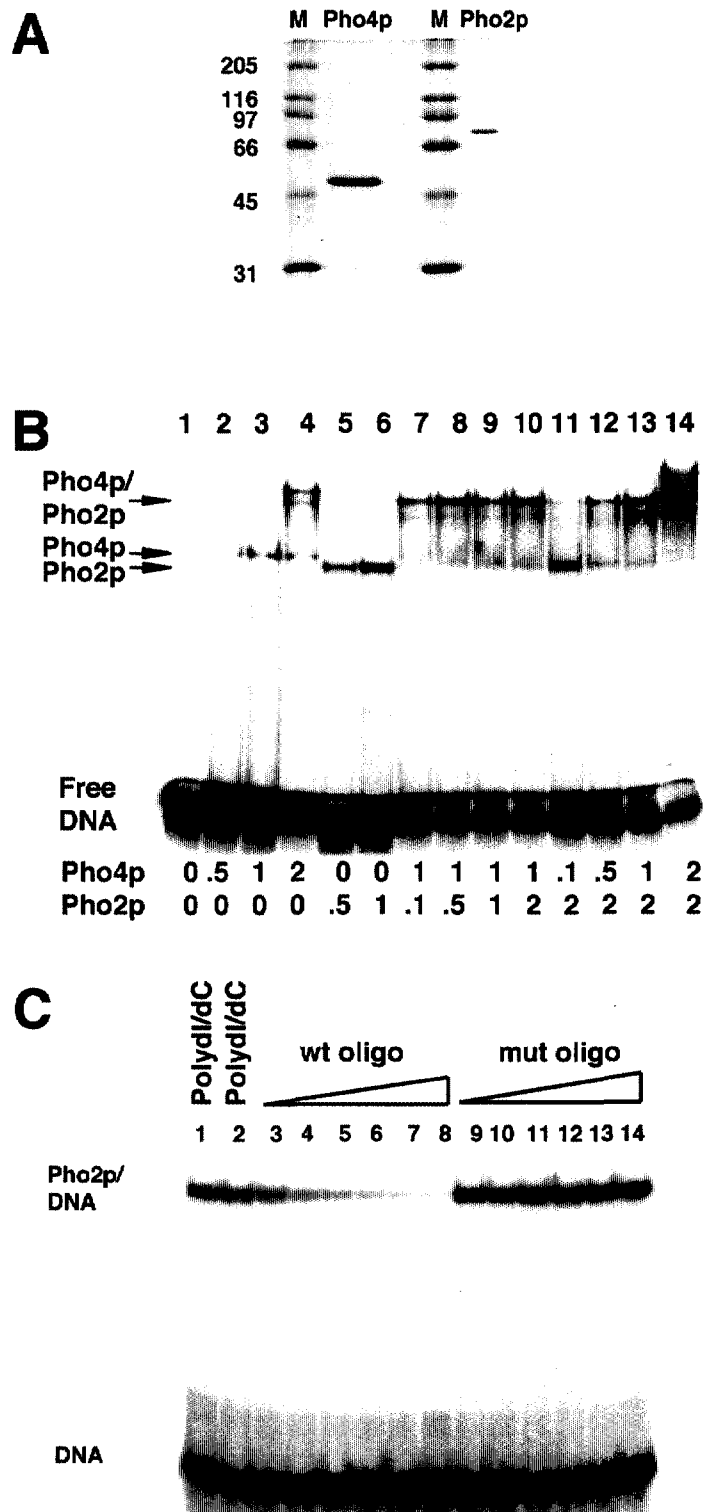 A
M Pho4p M Pho2p
205
116
97
66
45
31
B
1 2 3 4 5 6 7 8 9 10 11 12 13 14
Pho4p/
Pho2p
Pho4p
Pho2p
Free
DNA
Pho4p 0 .5 1 2 0 0 1 1 1 1 .1 .5 1 2
Pho2p 0 0 0 0 .5 1 .1 .5 1 2 2 2 2 2
C
PolydI/dC
PolydI/dC
wt oligo mut oligo
1 2 3 4 5 6 7 8 9 10 11 12 13 14
Pho2p/
DNA
DNA